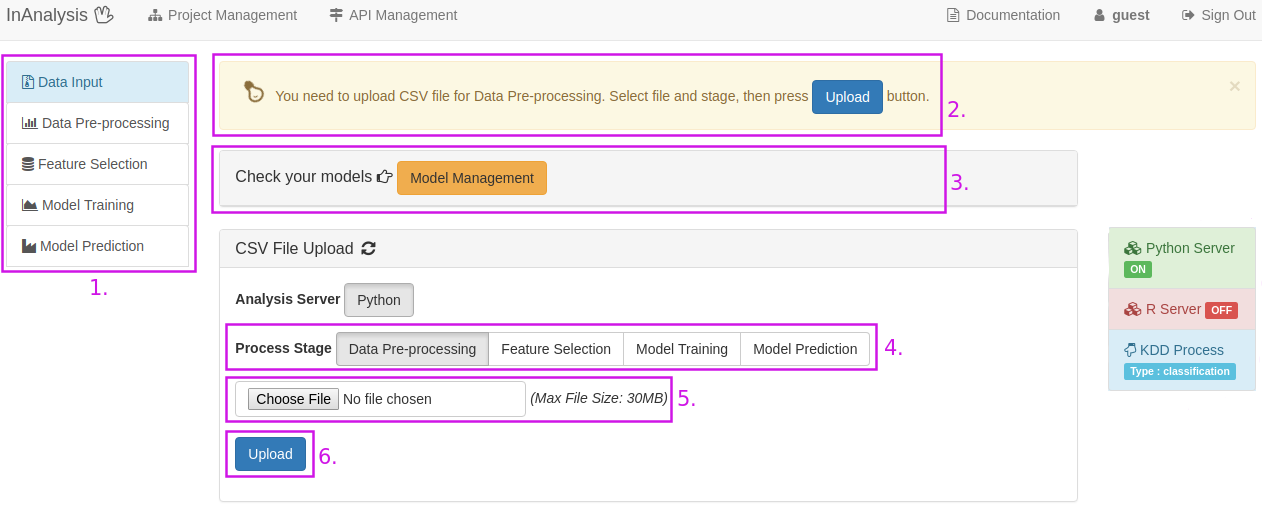 InAnalysis Project Management API Management Documentation guest Sign Out
Data Input
Data Pre-processing
Feature Selection
Model Training
Model Prediction
1.
You need to upload CSV file for Data Pre-processing. Select file and stage, then press Upload button. ×
2.
Check your models Model Management
3.
CSV File Upload
Analysis Server Python
Process Stage Data Pre-processing Feature Selection Model Training Model Prediction
4.
Choose File No file chosen (Max File Size: 30MB)
5.
Upload
6.
Python Server
ON
R Server OFF
KDD Process
Type : classification